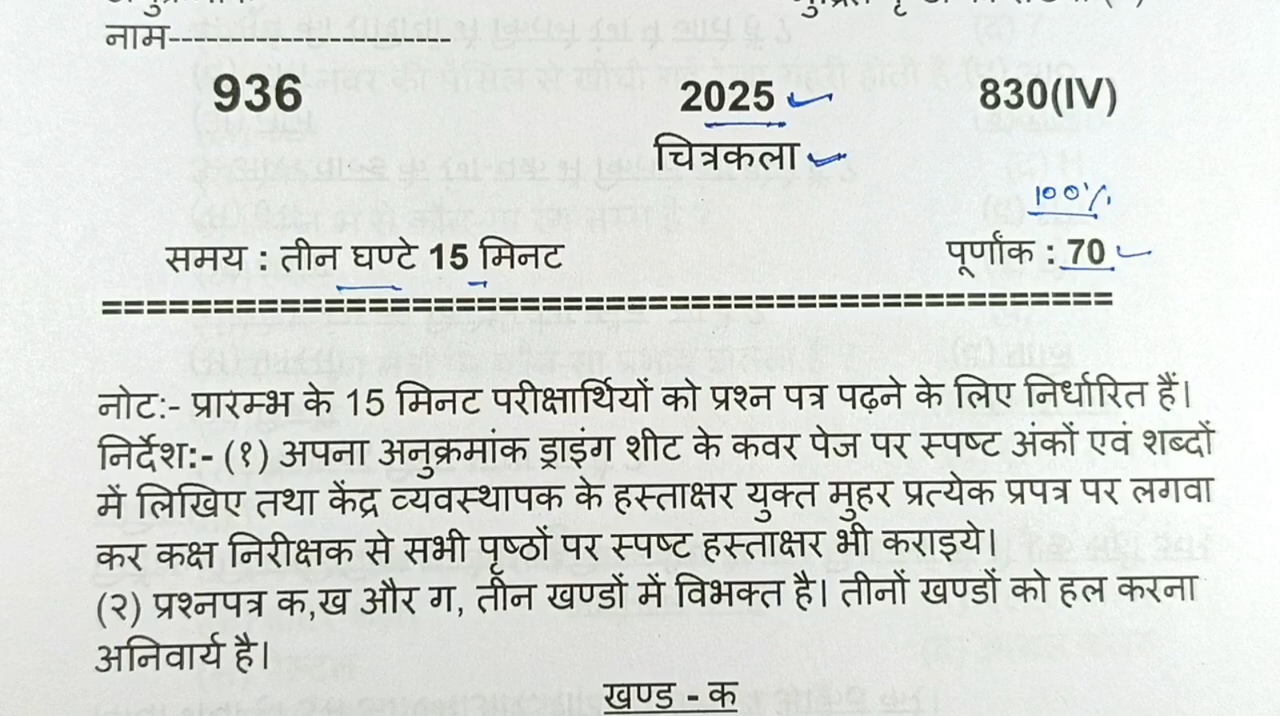 नाम-----------------------
936 2025 830(IV)
चित्रकला
100%
समय : तीन घण्टे 15 मिनट पूर्णांक : 70
नोट:- प्रारम्भ के 15 मिनट परीक्षार्थियों को प्रश्न पत्र पढ़ने के लिए निर्धारित हैं।
निर्देश:- (१) अपना अनुक्रमाक ड्राइंग शीट के कवर पेज पर स्पष्ट अंकों एवं शब्दों
में लिखिए तथा केंद्र व्यवस्थापक के हस्ताक्षर युक्त मुहर प्रत्येक प्रपत्र पर लगवा
कर कक्ष निरीक्षक से सभी पृष्ठों पर स्पष्ट हस्ताक्षर भी कराइये।
(२) प्रश्नपत्र क,ख और ग, तीन खण्डों में विभक्त है। तीनों खण्डों को हल करना
अनिवार्य है।
खण्ड - क